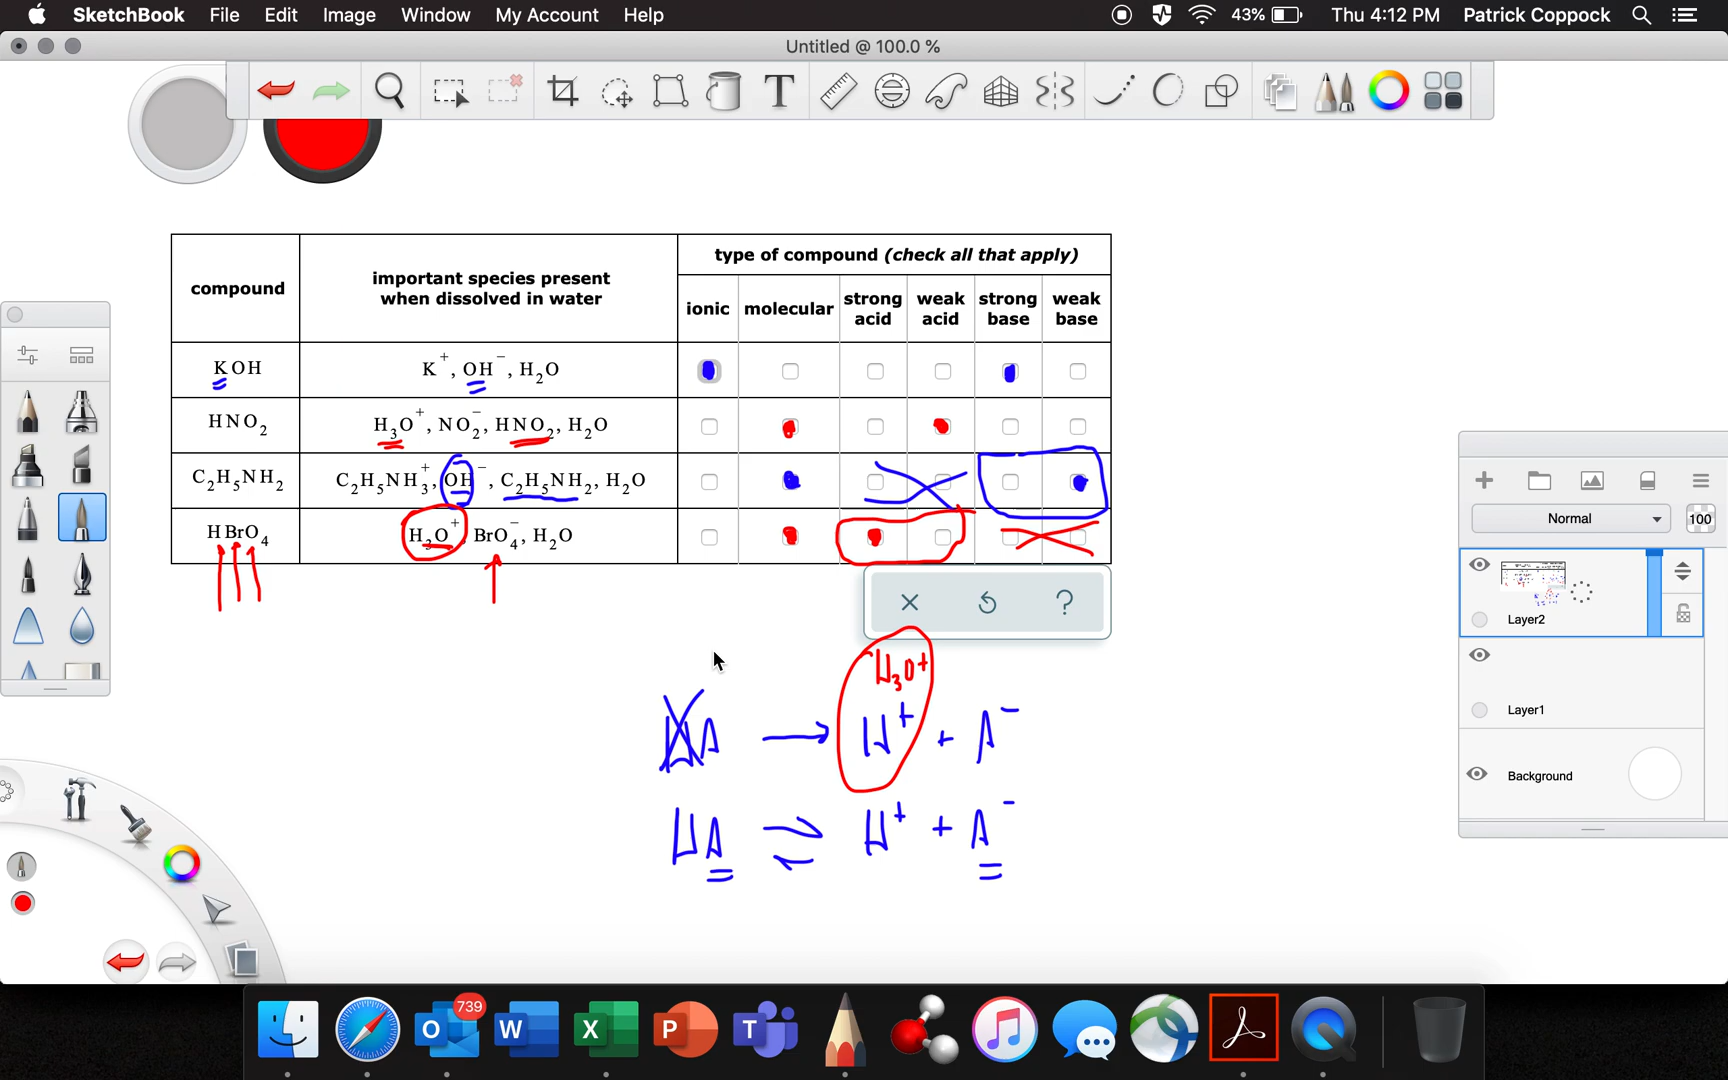 SketchBook File Edit Image Window My Account Help 43% Thu 4:12 PM Patrick Coppock
Untitled @ 100.0 %
T
compound
important species present
when dissolved in water
type of compound (check all that apply)
ionic molecular strong acid weak acid strong base weak base
KOH K⁺, OH⁻, H₂O
HNO₂ H₃O⁺, NO₂⁻, HNO₂, H₂O
C₂H₅NH₂ C₂H₅NH₃⁺, OH⁻, C₂H₅NH₂, H₂O
HBrO₄ H₃O⁺ BrO₄⁻, H₂O
× ?
H₃O+
HA → H⁺ + A⁻
HA ⇌ H⁺ + A⁻
Normal 100
Layer2
Layer1
Background
739
O W X P T